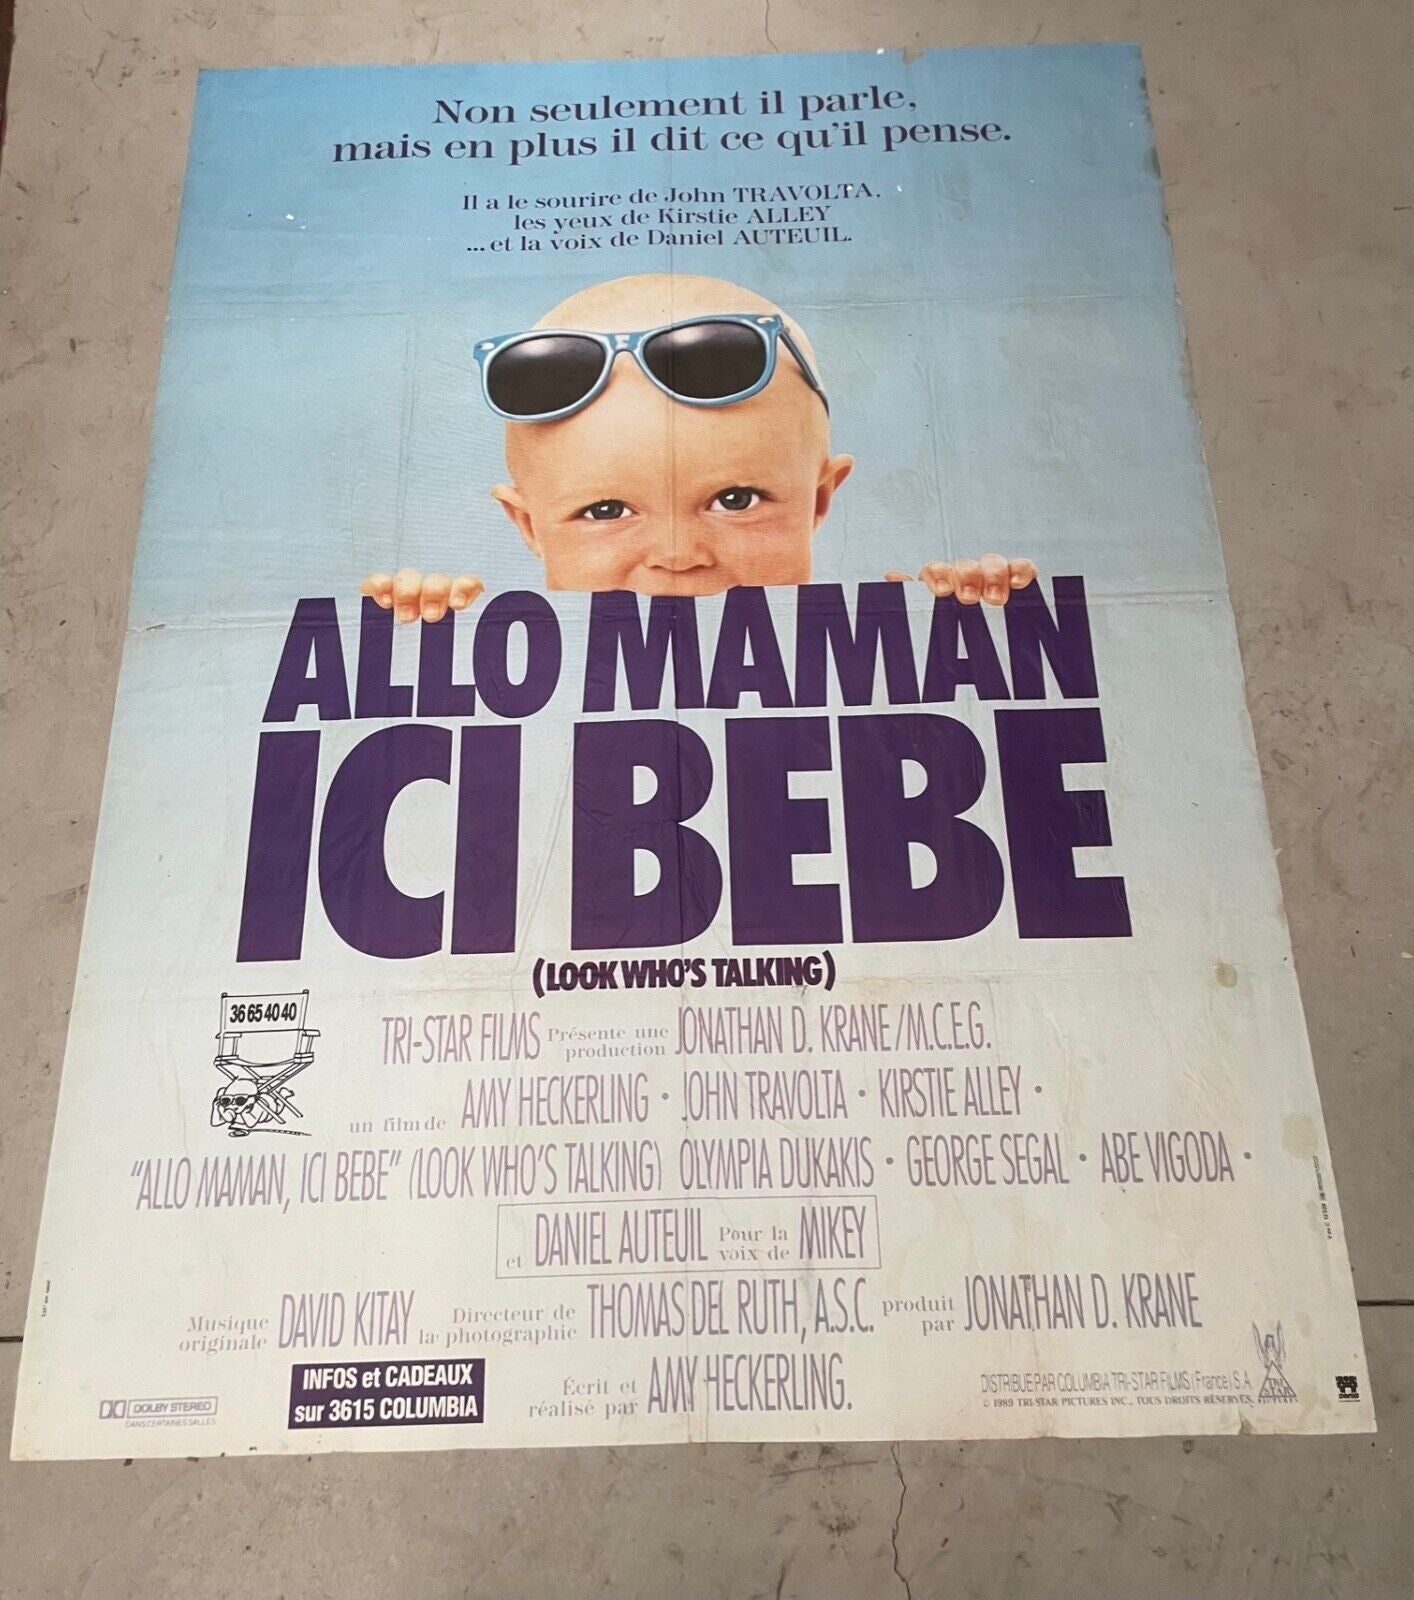 Non seulement il parle,
mais en plus il dit ce qu'il pense.
Il a le sourire de John TRAVOLTA,
les yeux de Kirstie ALLEY
...et la voix de Daniel AUTEUIL.
ALLO MAMAN
ICI BEBE
(LOOK WHO'S TALKING)
36 65 40 40
TRI-STAR FILMS Présente une production JONATHAN D. KRANE/M.C.E.G.
un film de AMY HECKERLING • JOHN TRAVOLTA • KIRSTIE ALLEY •
"ALLO MAMAN, ICI BEBE" (LOOK WHO'S TALKING) OLYMPIA DUKAKIS • GEORGE SEGAL • ABE VIGODA •
et DANIEL AUTEUIL Pour la voix de MIKEY
Musique originale DAVID KITAY Directeur de la photographie THOMAS DEL RUTH, A.S.C. produit par JONATHAN D. KRANE
INFOS et CADEAUX
sur 3615 COLUMBIA
Écrit et réalisé par AMY HECKERLING.
DOLBY STEREO
DANS CERTAINES SALLES
DISTRIBUE PAR COLUMBIA TRI-STAR FILMS (France) S.A.
© 1989 TRI-STAR PICTURES INC., TOUS DROITS RÉSERVÉS.
TRI
STAR
PICTURES